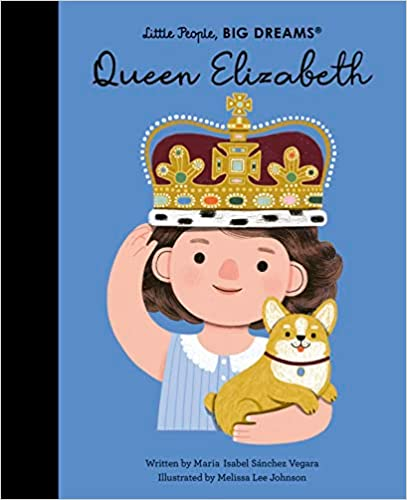 Little People, BIG DREAMS®
Queen Elizabeth
Written by Maria Isabel Sánchez Vegara
Illustrated by Melissa Lee Johnson